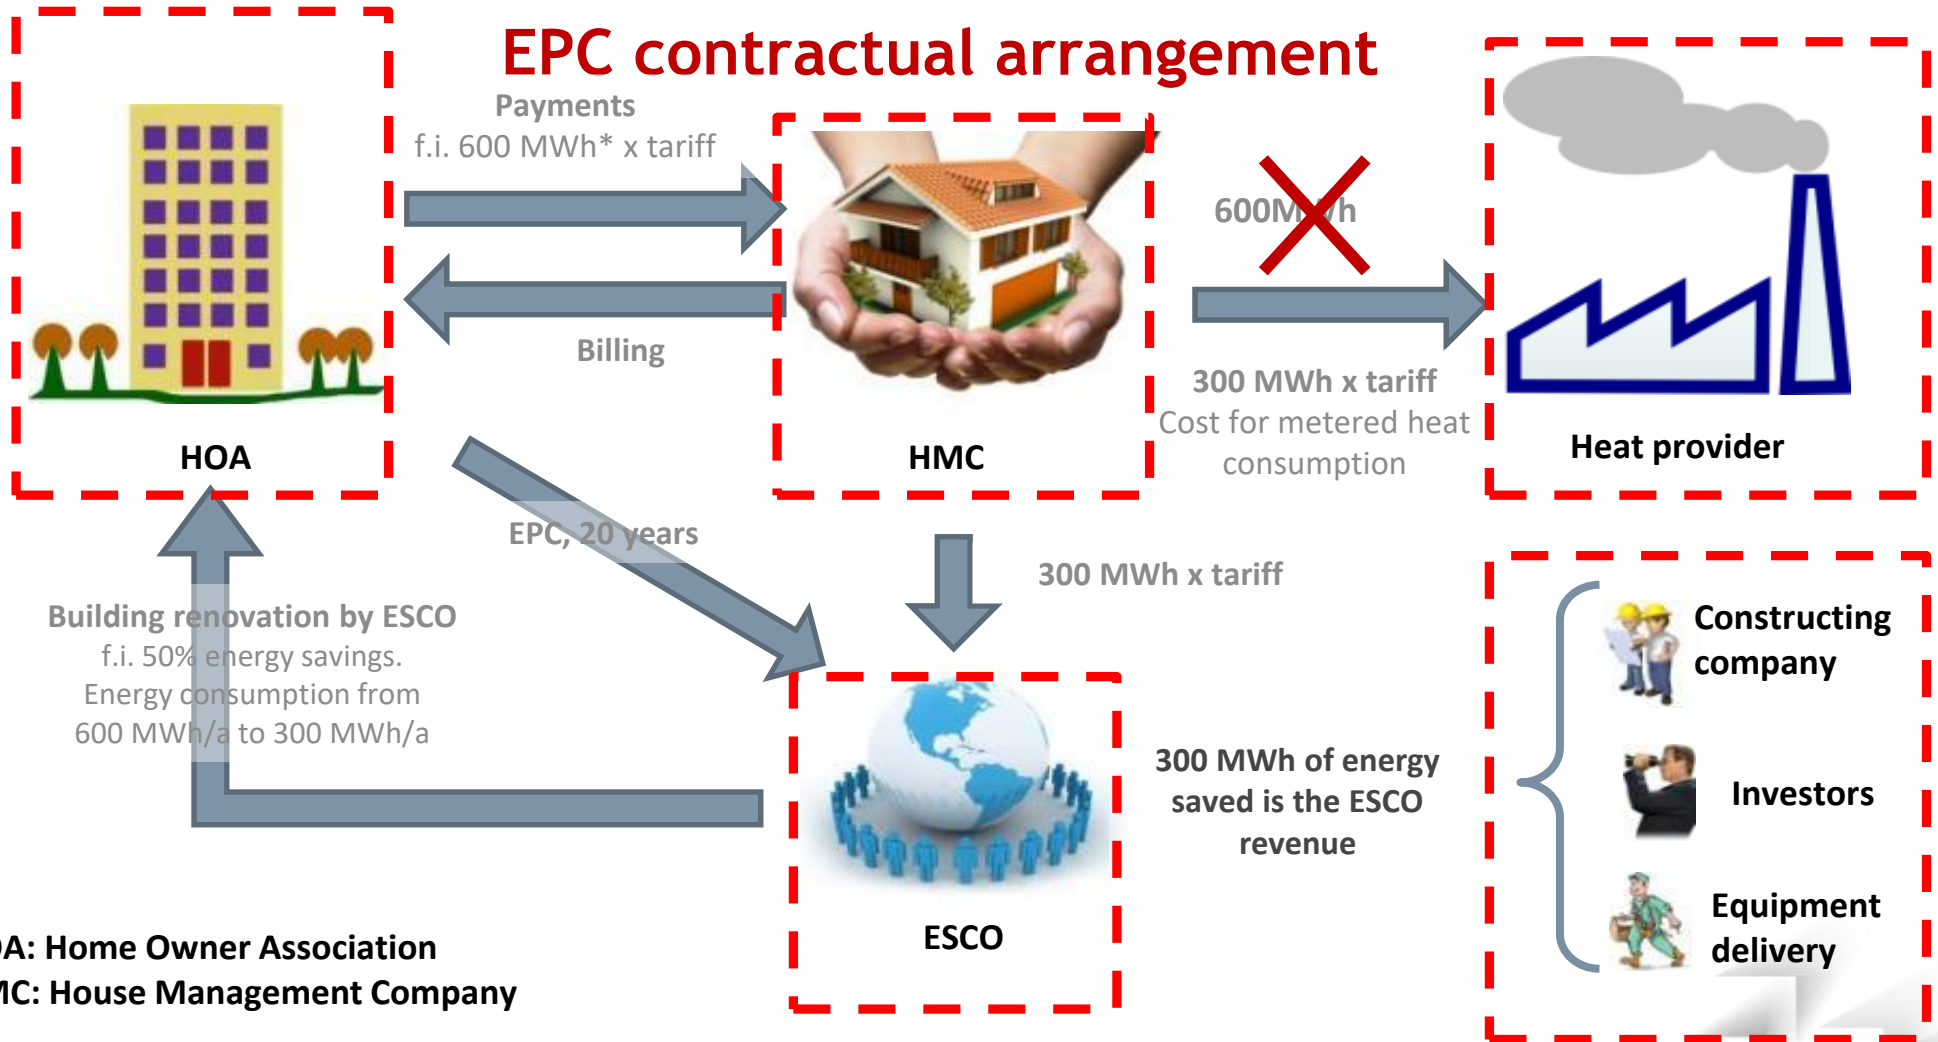 EPC contractual arrangement
Payments
f.i. 600 MWh* x tariff
Billing
600MWh
300 MWh x tariff
Cost for metered heat
consumption
HOA
HMC
Heat provider
EPC, 20 years
300 MWh x tariff
Building renovation by ESCO
f.i. 50% energy savings.
Energy consumption from
600 MWh/a to 300 MWh/a
300 MWh of energy
saved is the ESCO
revenue
Constructing
company
Investors
Equipment
delivery
ESCO
OA: Home Owner Association
MC: House Management Company